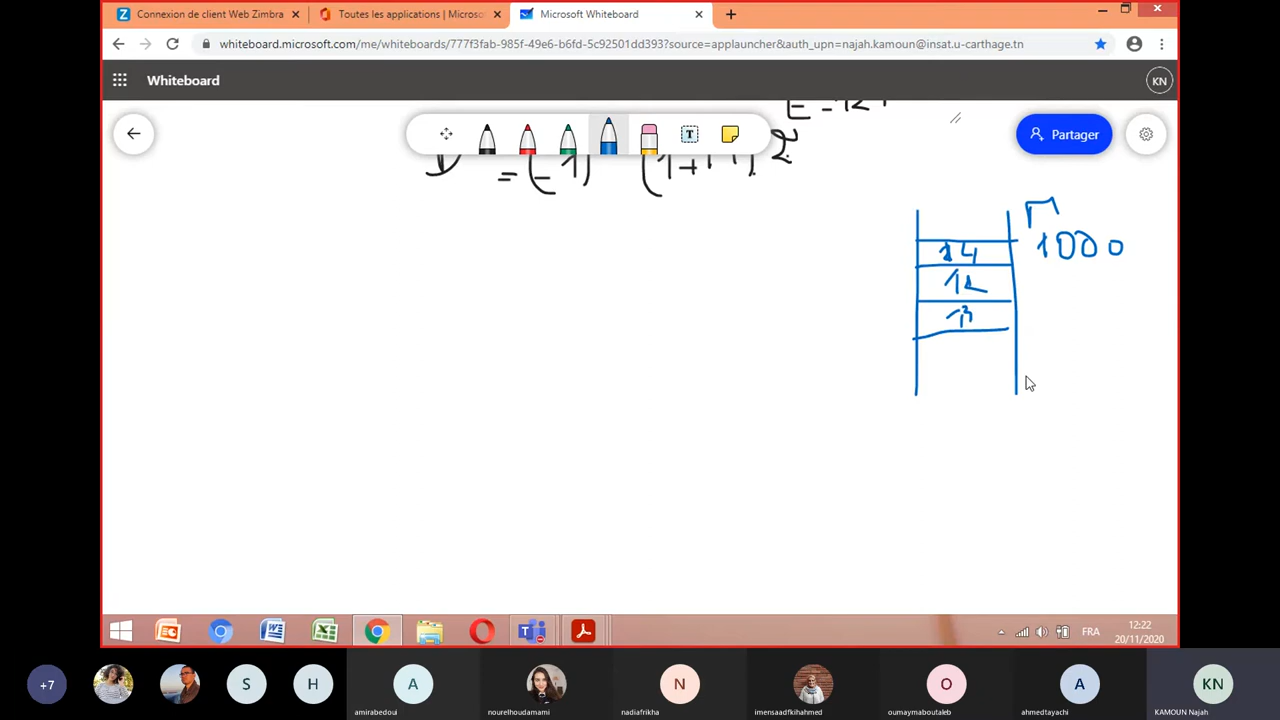 Connexion de client Web Zimbra
Toutes les applications | Microsof
Microsoft Whiteboard
whiteboard.microsoft.com/me/whiteboards/777f3fab-985f-49e6-b6fd-5c92501dd393?source=applauncher&auth_upn=najah.kamoun@insat.u-carthage.tn
Whiteboard
KN
Partager
1000
14
12
13
FRA
12:22
20/11/2020
+7
S
H
A
N
O
A
KN
amirabedoui
nourelhoudamami
nadiafrikha
imensaadfkihahmed
oumaymaboutaleb
ahmedtayachi
KAMOUN Najah